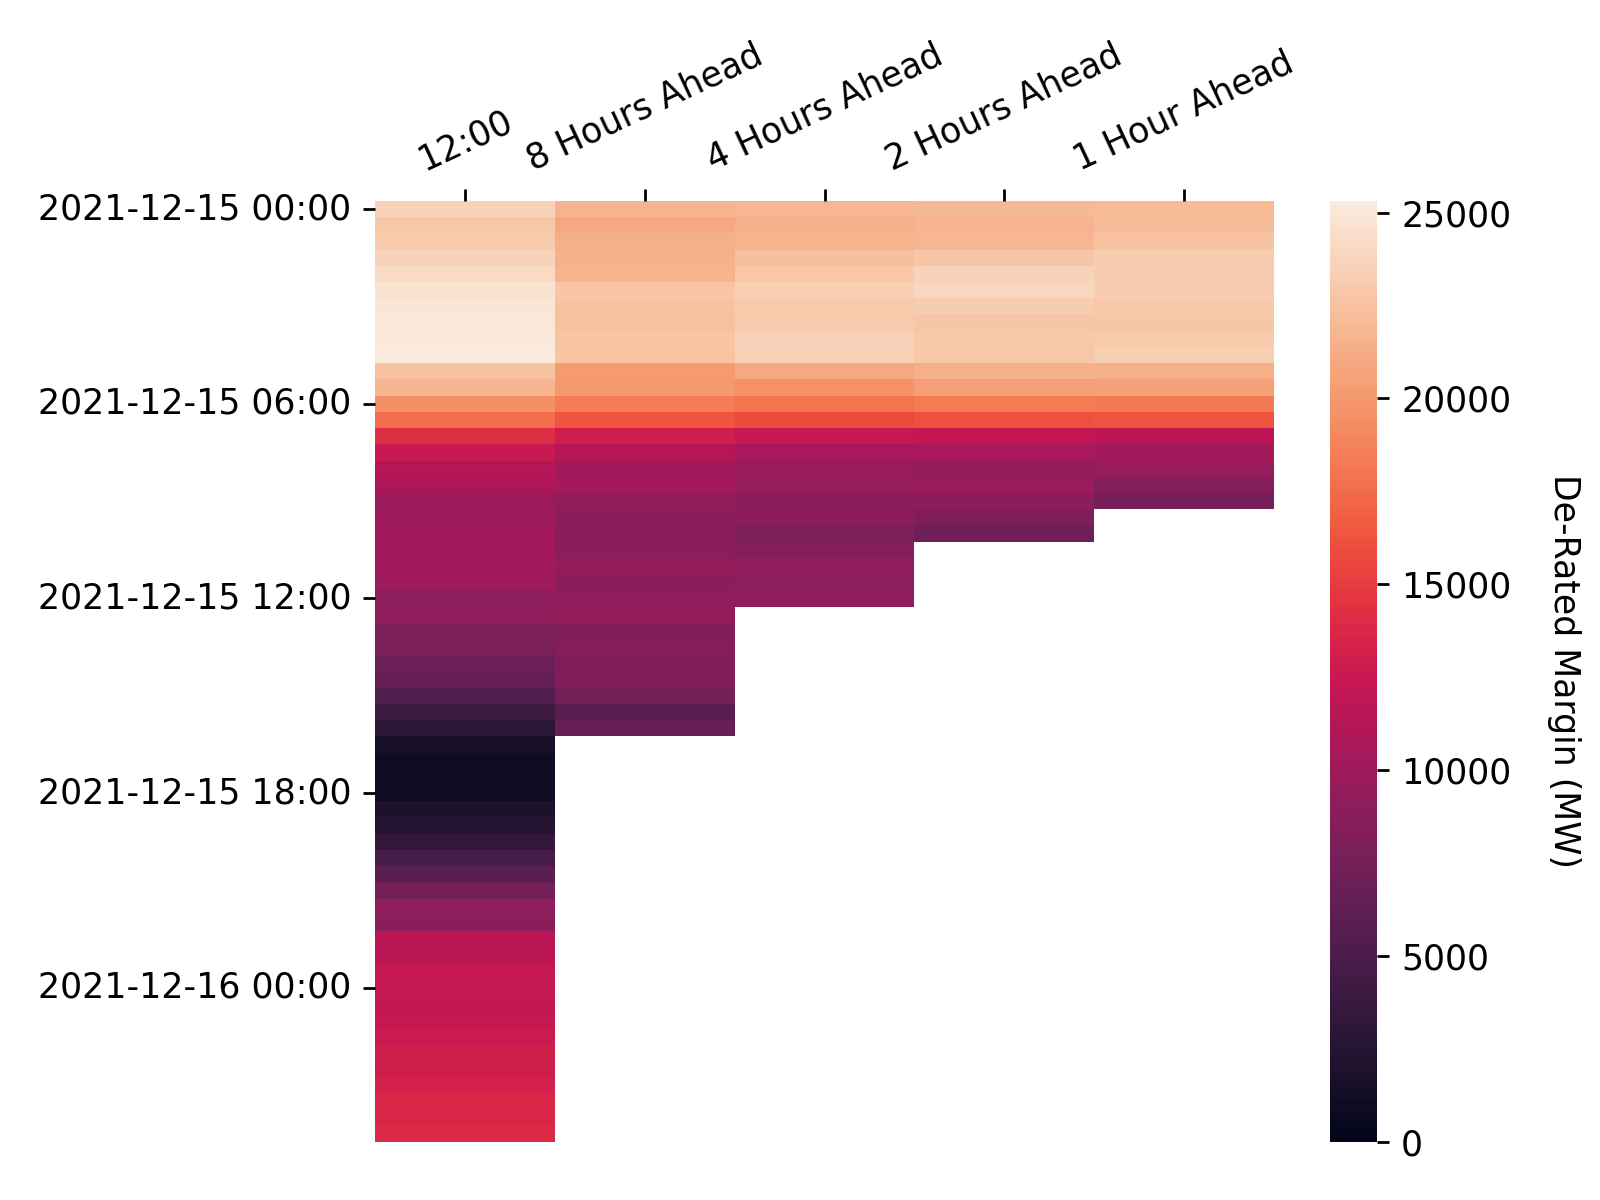 12:00
8 Hours Ahead
4 Hours Ahead
2 Hours Ahead
1 Hour Ahead
2021-12-15 00:00
2021-12-15 06:00
2021-12-15 12:00
2021-12-15 18:00
2021-12-16 00:00
25000
20000
15000
10000
5000
0
De-Rated Margin (MW)